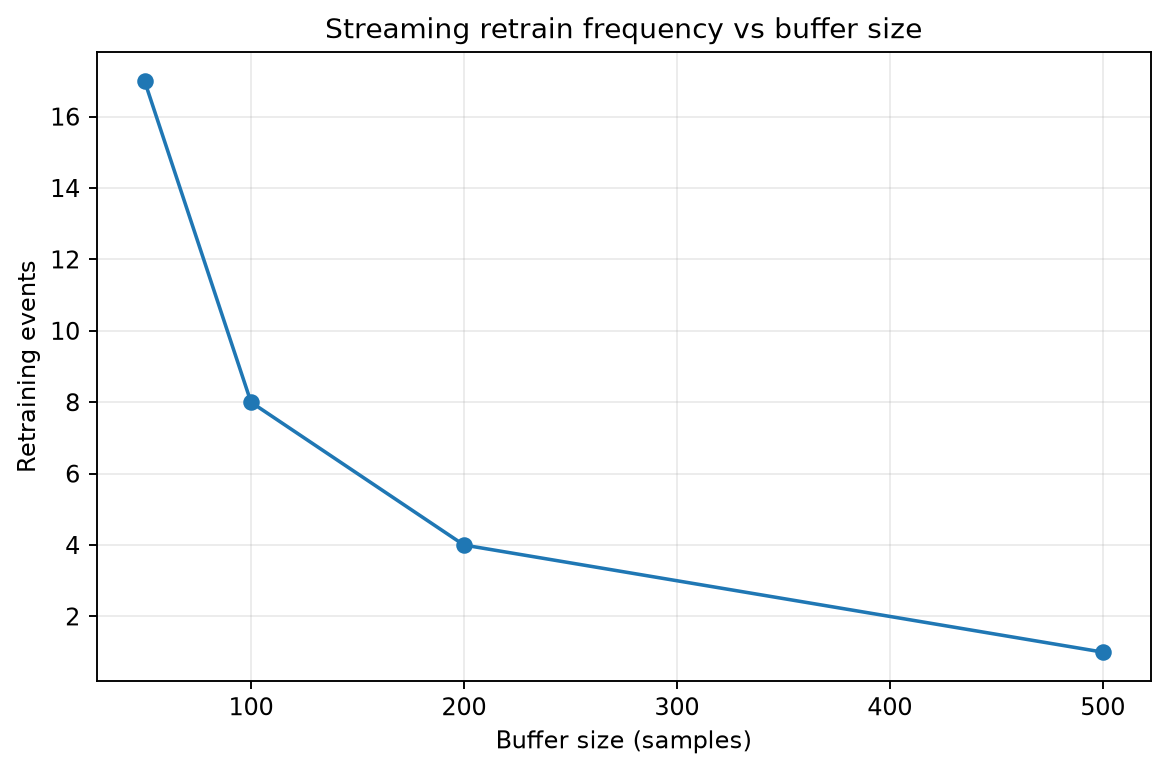 Streaming retrain frequency vs buffer size
Retraining events
16
14
12
10
8
6
4
2
100 200 300 400 500
Buffer size (samples)